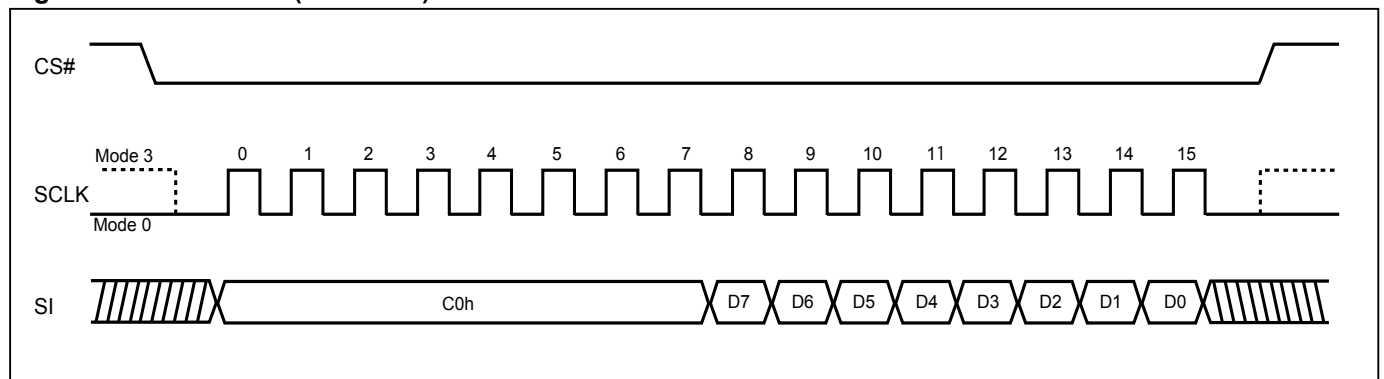 CS#
Mode 3 0 1 2 3 4 5 6 7 8 9 10 11 12 13 14 15
SCLK
Mode 0
SI C0h D7 D6 D5 D4 D3 D2 D1 D0